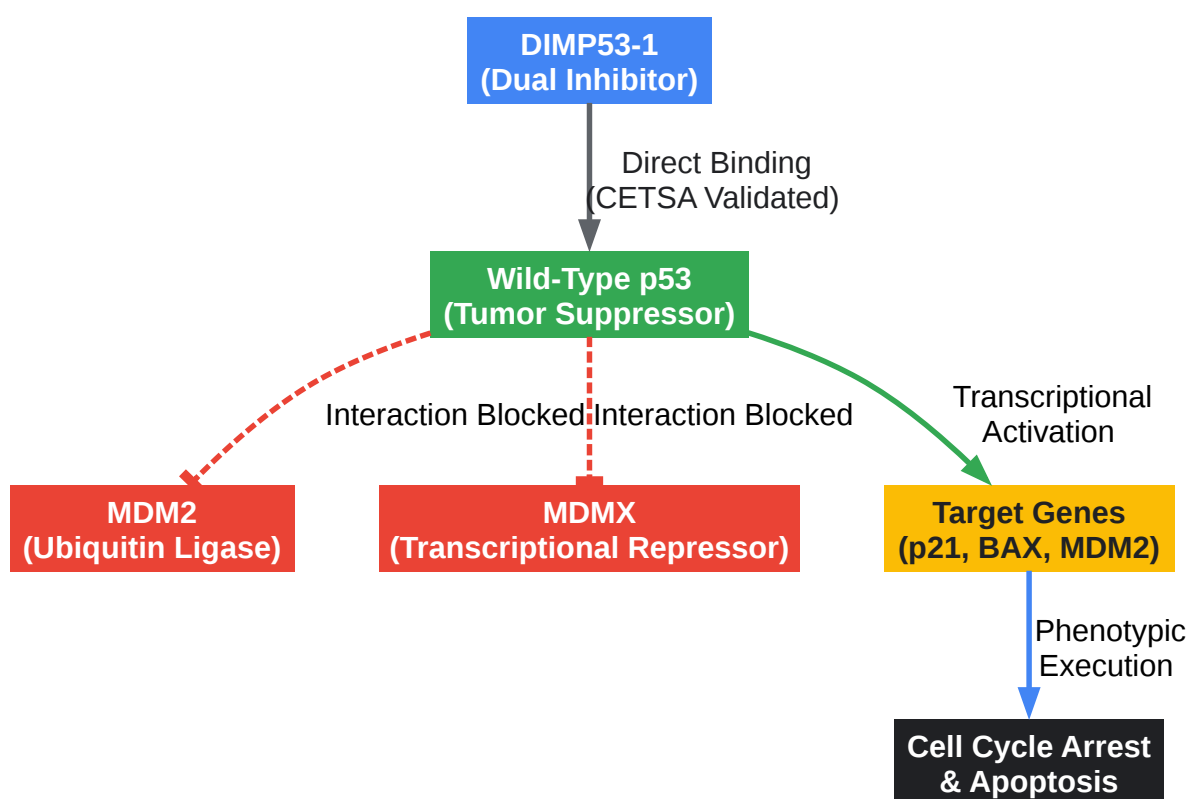 DIMP53-1
(Dual Inhibitor)
Direct Binding
(CETSA Validated)
Wild-Type p53
(Tumor Suppressor)
Interaction Blocked
Interaction Blocked
Transcriptional
Activation
MDM2
(Ubiquitin Ligase)
MDMX
(Transcriptional Repressor)
Target Genes
(p21, BAX, MDM2)
Phenotypic
Execution
Cell Cycle Arrest
& Apoptosis